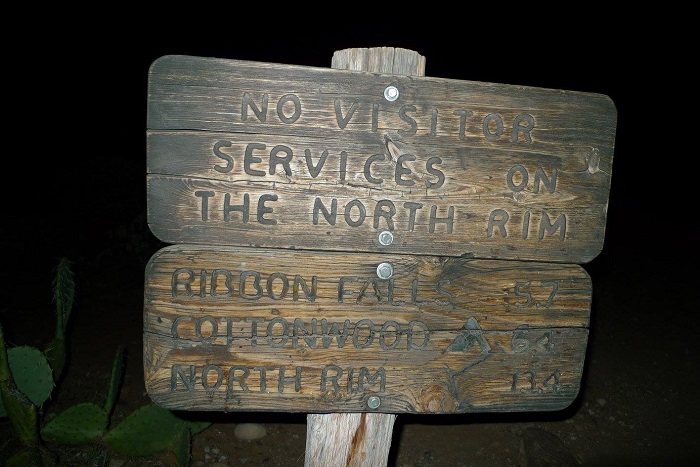 NO VISITOR
SERVICES ON
THE NORTH RIM
RIBBON FALLS 5.7
COTTONWOOD
NORTH RIM 13.4